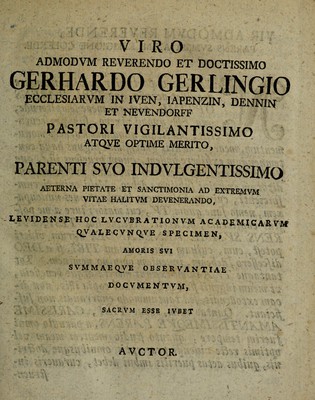 VIRO
ADMODVM REVERENDO ET DOCTISSIMO
GERHARDO GERLINGIO
ECCLESIARVM IN IVEN, IAPENZIN, DENNIN
ET NEVENDORFF
PASTORI VIGILANTISSIMO
ATQVE OPTIME MERITO,
PARENTI SVO INDVLGENTISSIMO
AETERNA PIETATE ET SANCTIMONIA AD EXTREMVM
VITAE HALITVM DEVENERANDO,
LEVIDENSE HOC LVCVBRATIONVM ACADEMICARVM
QVALECVNQVE SPECIMEN,
AMORIS SVI
SVMMAEQVE OBSERVANTIAE
DOCVMENTVM,
SACRVM ESSE IVBET
AVCTOR.